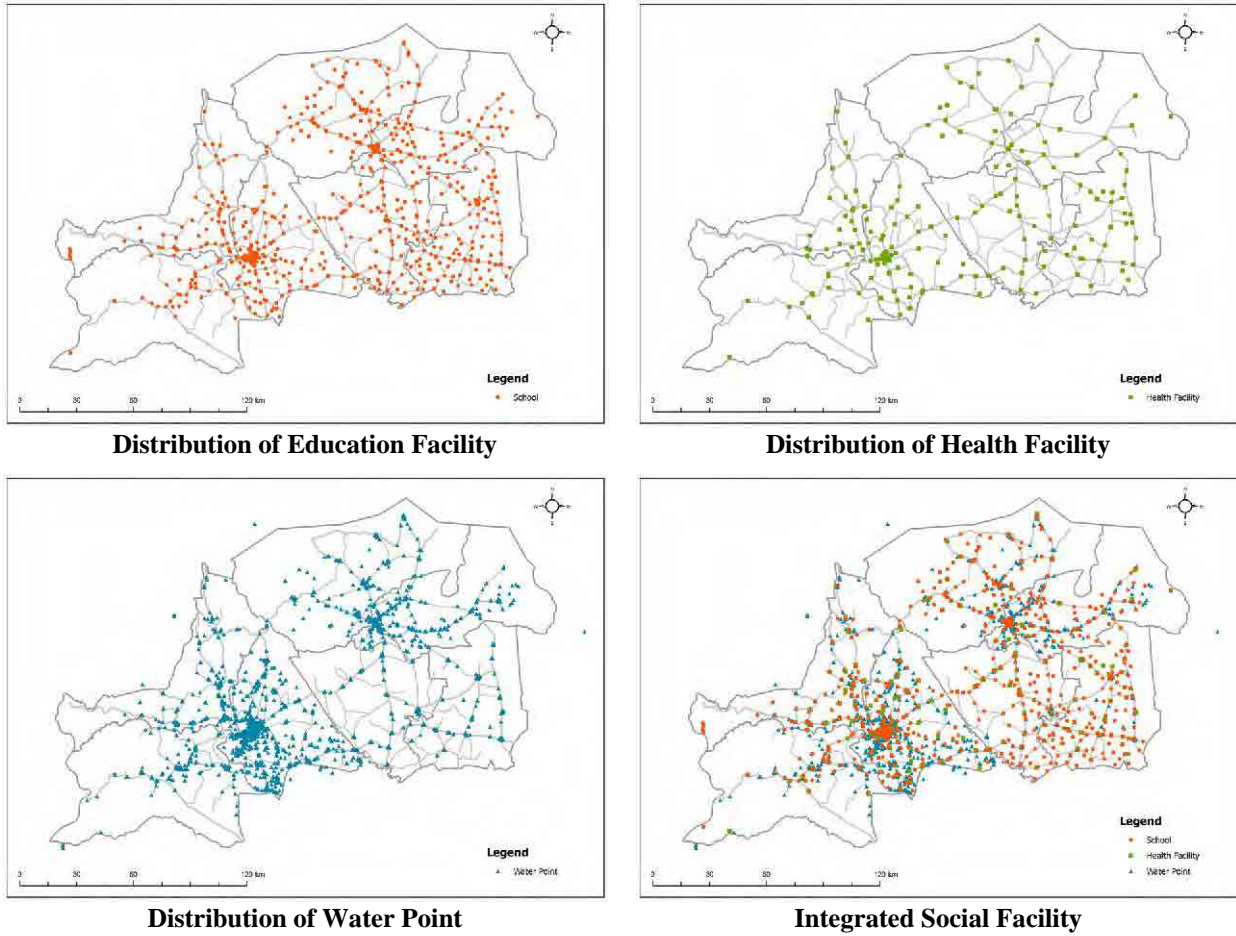 N
W
E
S
Legend
School
0 30 60 120 km
Distribution of Education Facility
N
W
E
S
Legend
Health Facility
0 30 60 120 km
Distribution of Health Facility
N
W
E
S
Legend
Water Point
0 30 60 120 km
Distribution of Water Point
N
W
E
S
Legend
School
Health Facility
Water Point
0 30 60 120 km
Integrated Social Facility